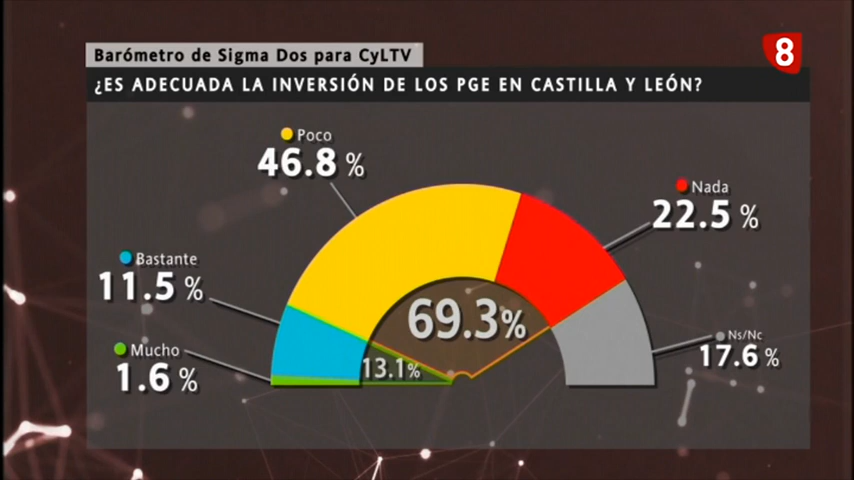 8
Barómetro de Sigma Dos para CyLTV
¿ES ADECUADA LA INVERSIÓN DE LOS PGE EN CASTILLA Y LEÓN?
Poco
46.8 %
Nada
22.5 %
Bastante
11.5 %
69.3%
Ns/Nc
17.6 %
Mucho
1.6 %
13.1%